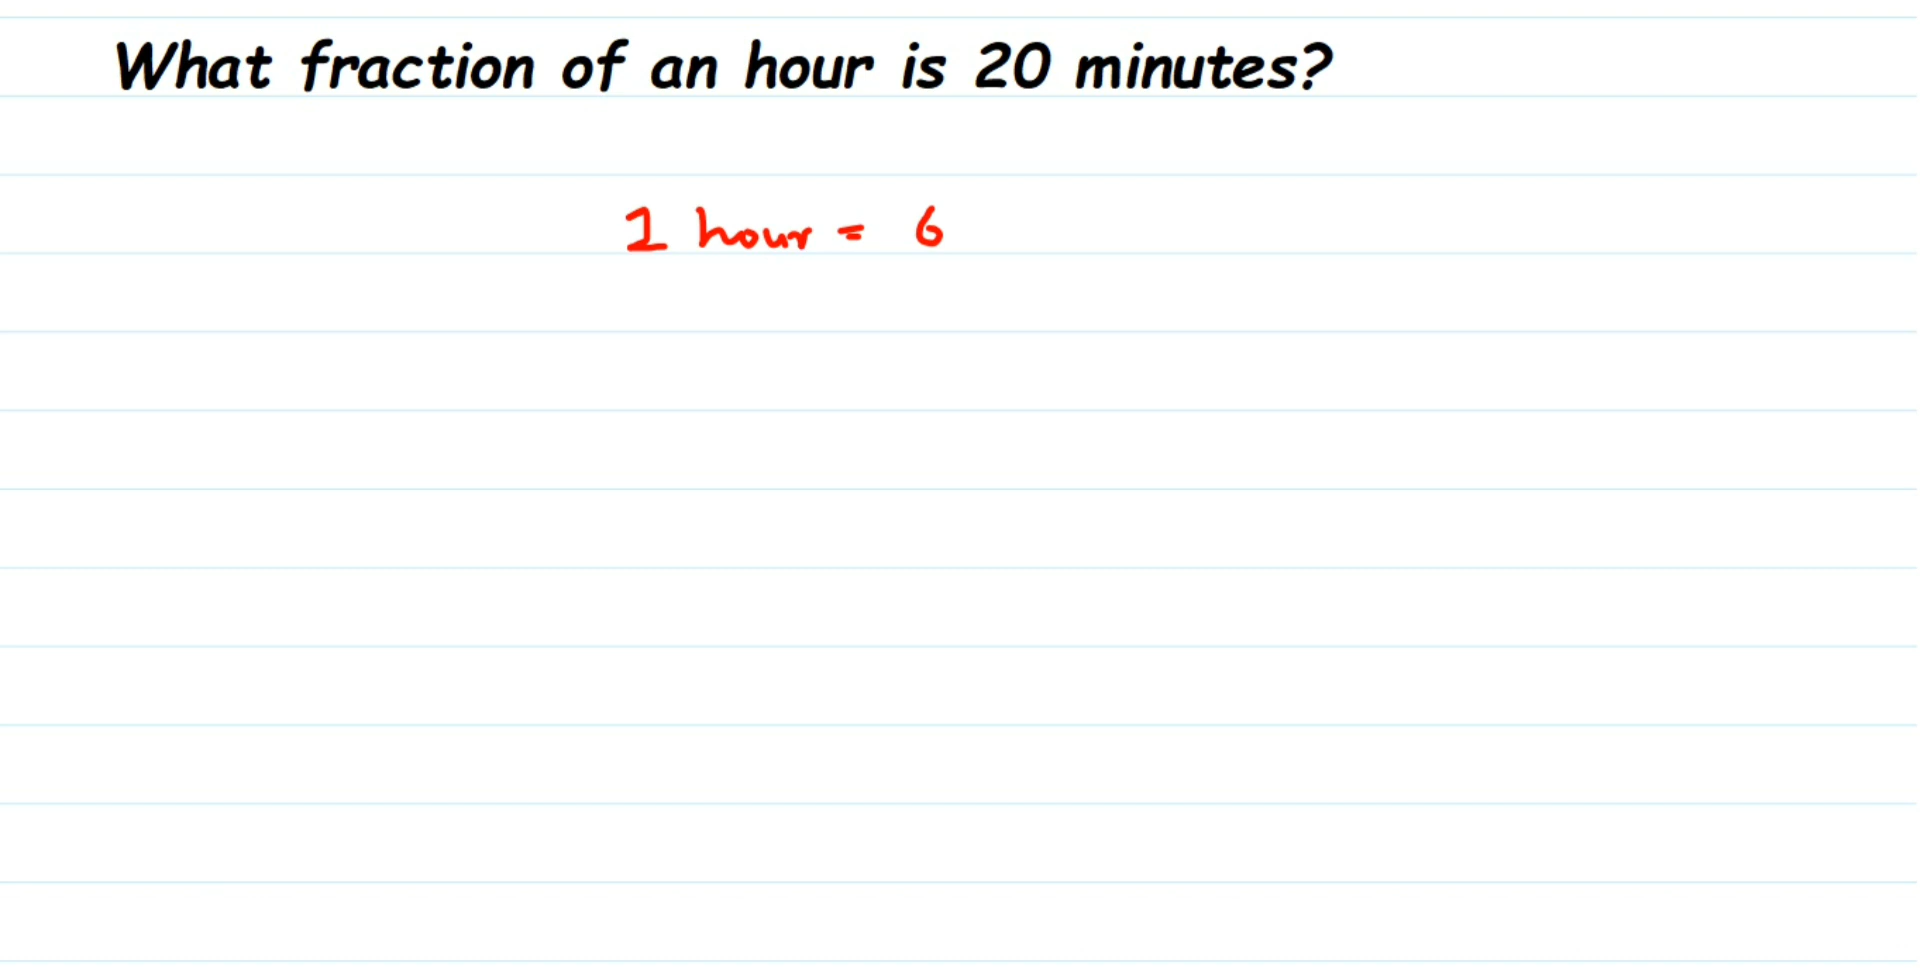 What fraction of an hour is 20 minutes?
1 hour = 6